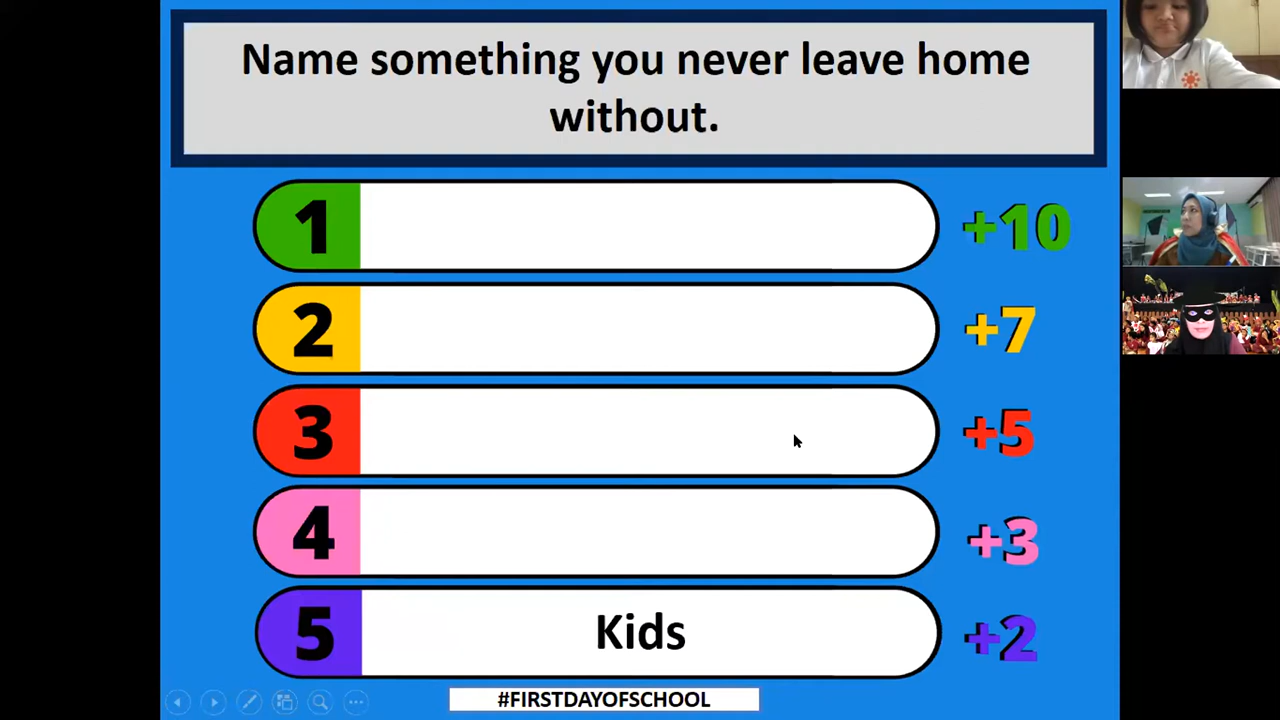 Name something you never leave home
without.
1 +10
2 +7
3 +5
4 +3
5 Kids +2
#FIRSTDAYOFSCHOOL